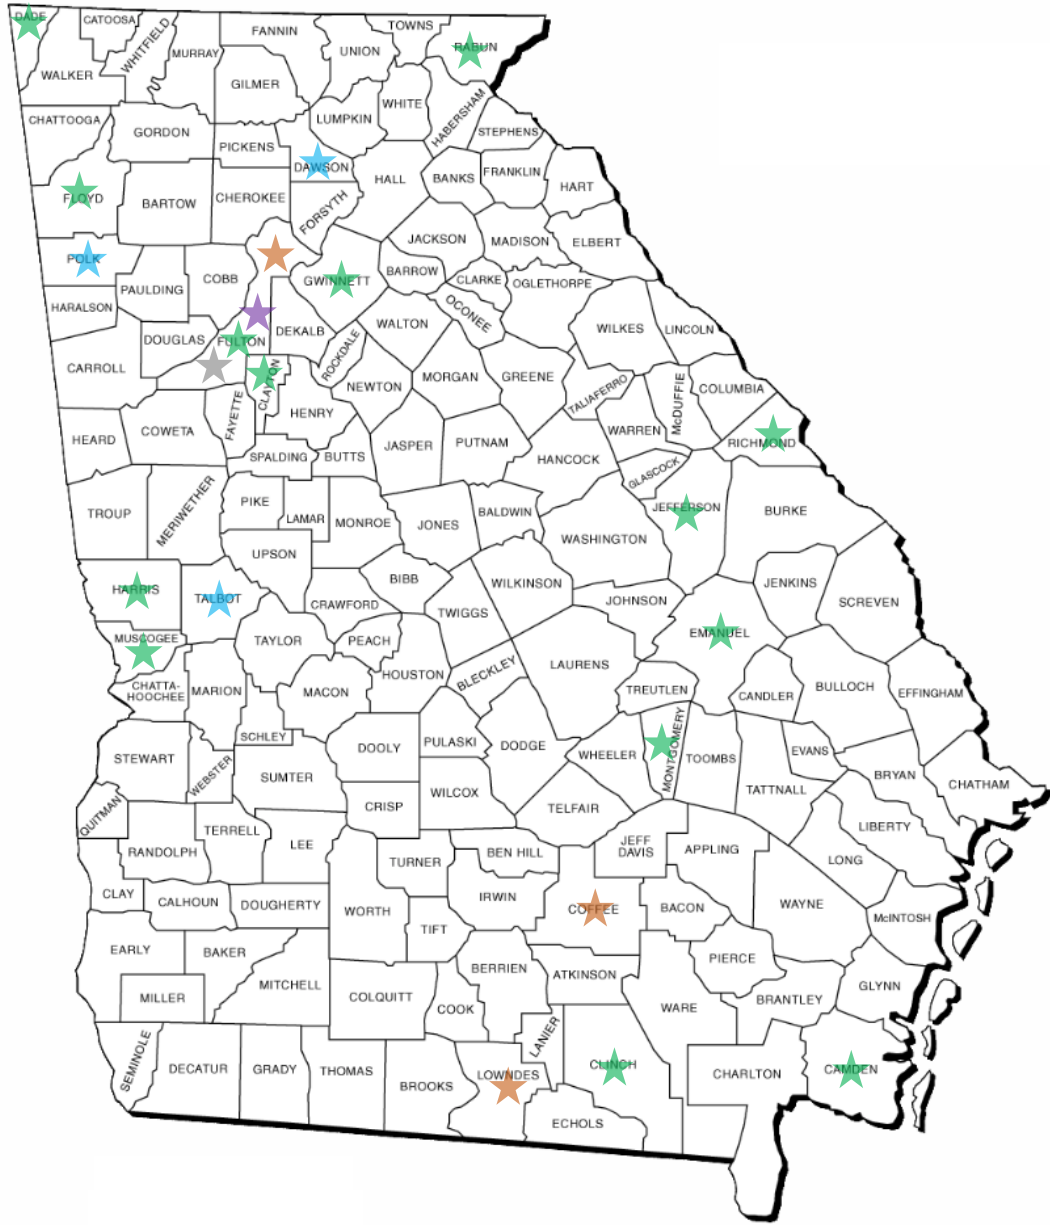 DADE
CATOOSA
WHITFIELD
MURRAY
FANNIN
UNION
TOWNS
RABUN
WALKER
GILMER
WHITE
HABERSHAM
LUMPKIN
STEPHENS
CHATTOOGA
GORDON
PICKENS
DAWSON
HALL
BANKS
FRANKLIN
HART
FLOYD
BARTOW
CHEROKEE
FORSYTH
JACKSON
MADISON
ELBERT
POLK
PAULDING
COBB
GWINNETT
BARROW
CLARKE
OGLETHORPE
HARALSON
OCONEE
DOUGLAS
FULTON
DEKALB
ROCKDALE
WALTON
WILKES
LINCOLN
CARROLL
CLAYTON
NEWTON
MORGAN
GREENE
TALIAFERRO
McDUFFIE
COLUMBIA
HEARD
COWETA
FAYETTE
HENRY
JASPER
PUTNAM
HANCOCK
WARREN
RICHMOND
SPALDING
BUTTS
GLASCOCK
TROUP
MERIWETHER
PIKE
LAMAR
MONROE
JONES
BALDWIN
WASHINGTON
JEFFERSON
BURKE
UPSON
HARRIS
TALBOT
CRAWFORD
BIBB
TWIGGS
WILKINSON
JOHNSON
JENKINS
SCREVEN
EMANUEL
MUSCOGEE
TAYLOR
PEACH
HOUSTON
BLECKLEY
LAURENS
CHATTA-
HOOCHEE
MARION
MACON
TREUTLEN
CANDLER
BULLOCH
EFFINGHAM
SCHLEY
STEWART
WEBSTER
SUMTER
DOOLY
PULASKI
DODGE
WHEELER
MONTGOMERY
TOOMBS
TATTNALL
EVANS
BRYAN
CHATHAM
QUITMAN
CRISP
WILCOX
TELFAIR
RANDOLPH
TERRELL
LEE
TURNER
BEN HILL
JEFF
DAVIS
APPLING
LONG
LIBERTY
CLAY
CALHOUN
DOUGHERTY
WORTH
TIFT
IRWIN
COFFEE
BACON
WAYNE
McINTOSH
EARLY
BAKER
MITCHELL
MILLER
COLQUITT
BERRIEN
COOK
ATKINSON
PIERCE
WARE
BRANTLEY
GLYNN
SEMINOLE
DECATUR
GRADY
THOMAS
BROOKS
LOWNDES
LANIER
CLINCH
ECHOLS
CHARLTON
CAMDEN